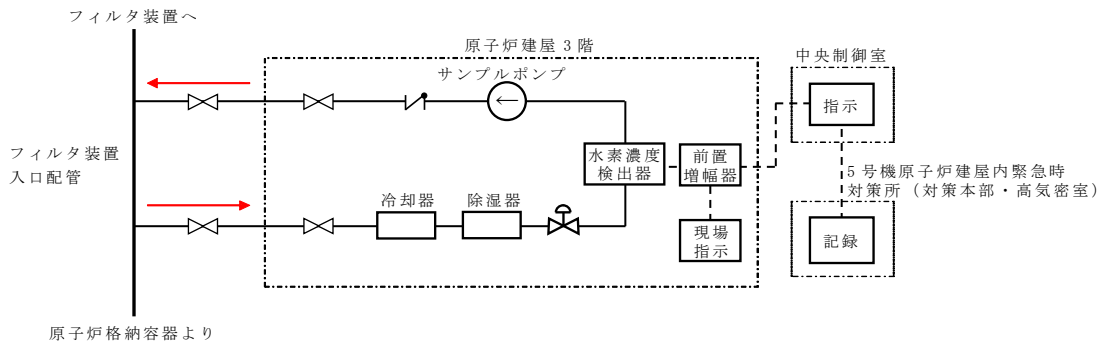 フィルタ装置へ
原子炉建屋 3 階
中央制御室
サンプルポンプ
指示
フィルタ装置
入口配管
水素濃度
検出器
前置
増幅器
5 号機原子炉建屋内緊急時
対策所（対策本部・高気密室）
冷却器
除湿器
現場
指示
記録
原子炉格納容器より